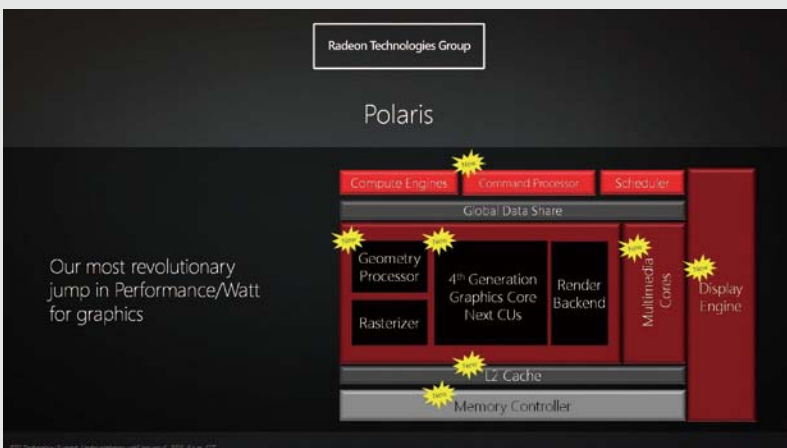 Radeon Technologies Group
Polaris
Our most revolutionary
jump in Performance/Watt
for graphics
New
Compute Engines
Command Processor
Scheduler
Global Data Share
New
Geometry
Processor
Rasterizer
New
4th Generation
Graphics Core
Next CUs
Render
Backend
New
Multimedia
Cores
New
Display
Engine
New
L2 Cache
New
Memory Controller